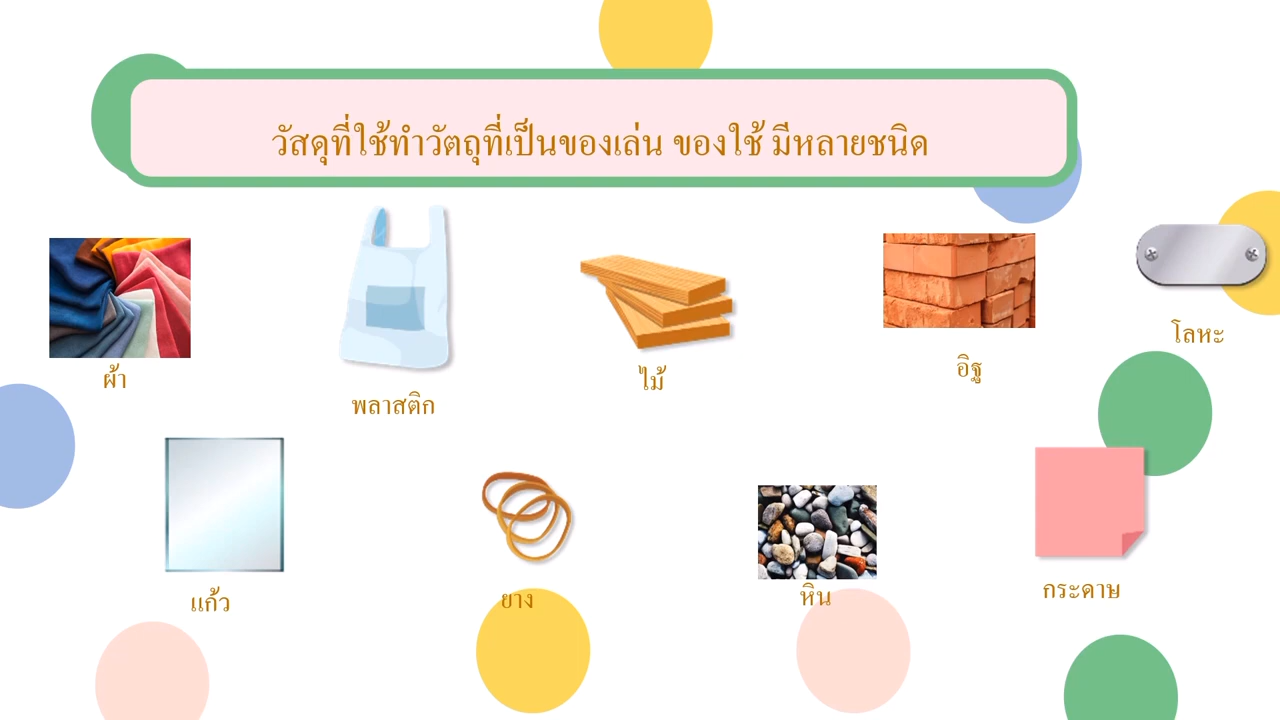 วัสดุที่ใช้ทำวัตถุที่เป็นของเล่น ของใช้ มีหลายชนิด
ผ้า
พลาสติก
ไม้
อิฐ
โลหะ
แก้ว
ยาง
หิน
กระดาษ